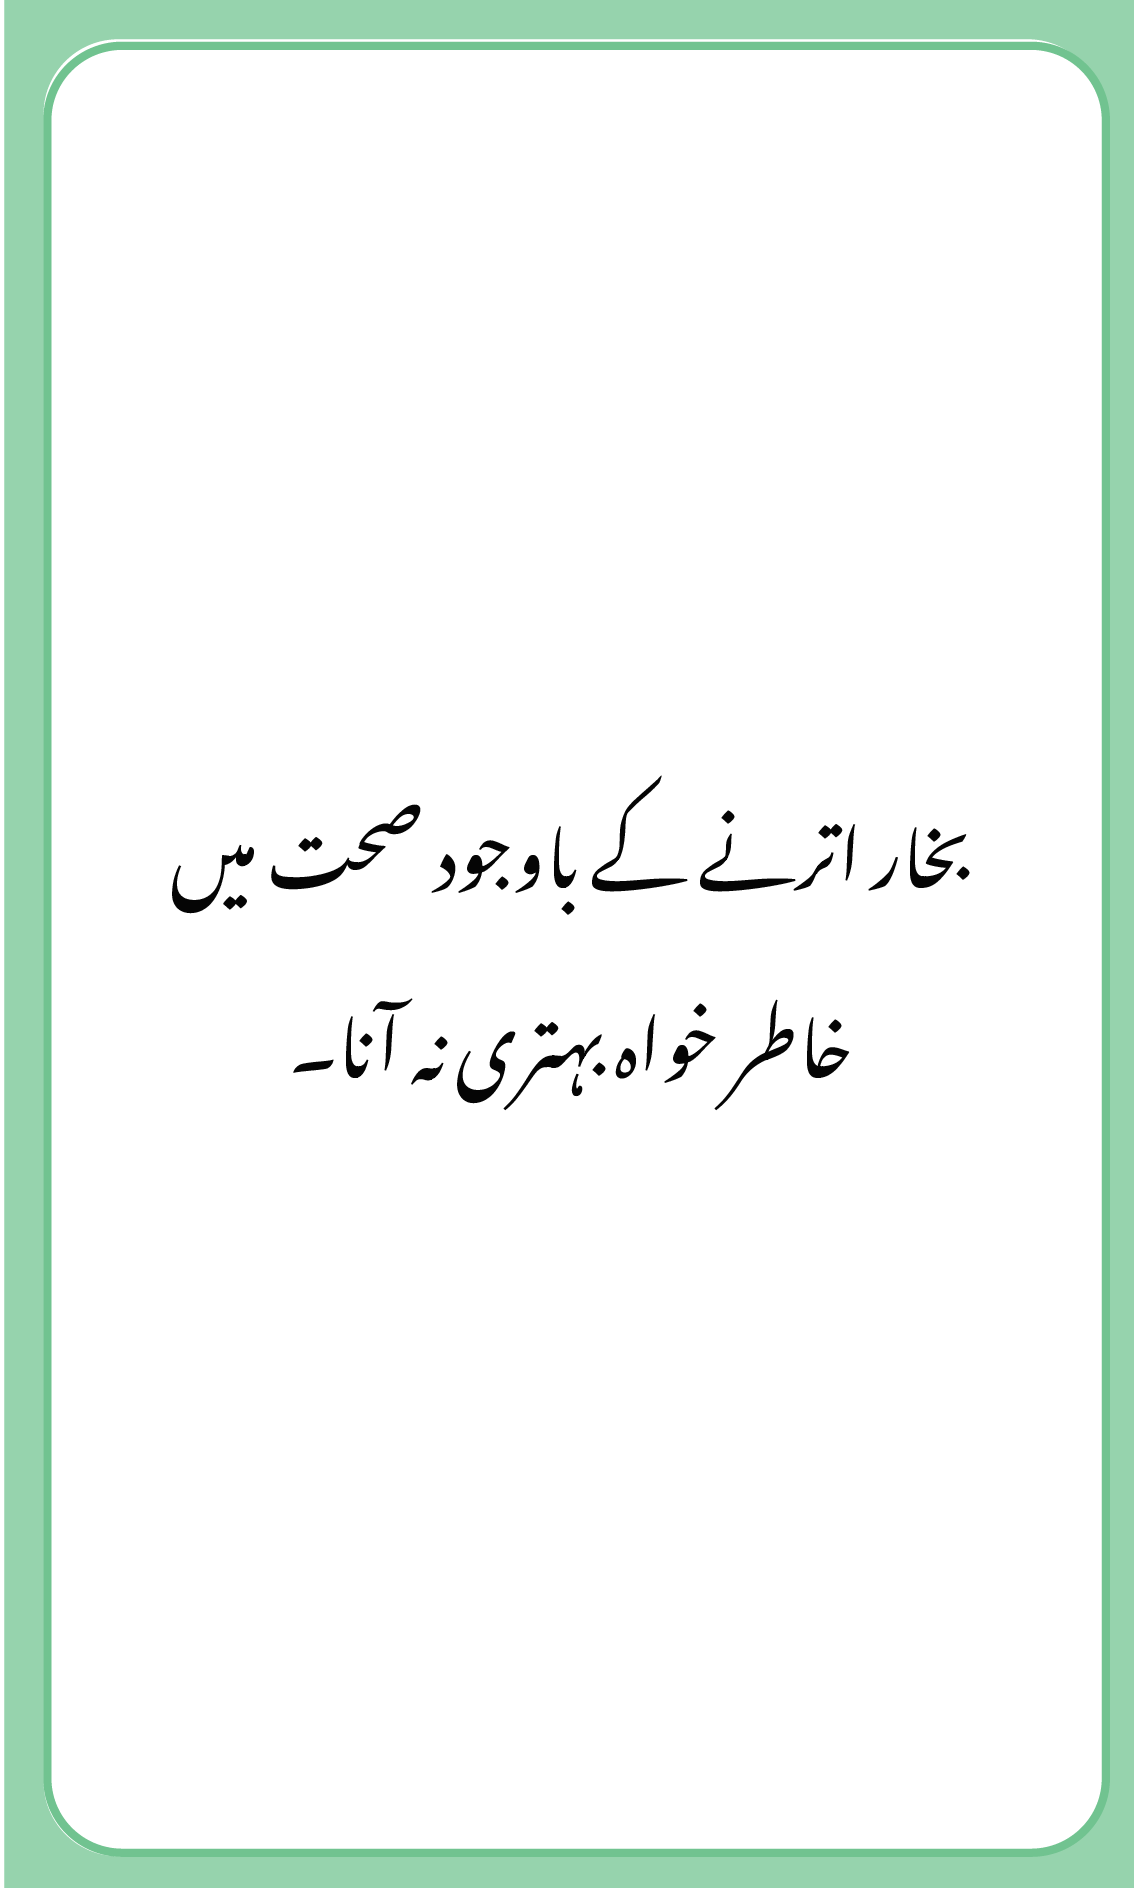 بخار اترنے کے باوجود صحت میں
خاطر خواہ بہتری نہ آنا۔